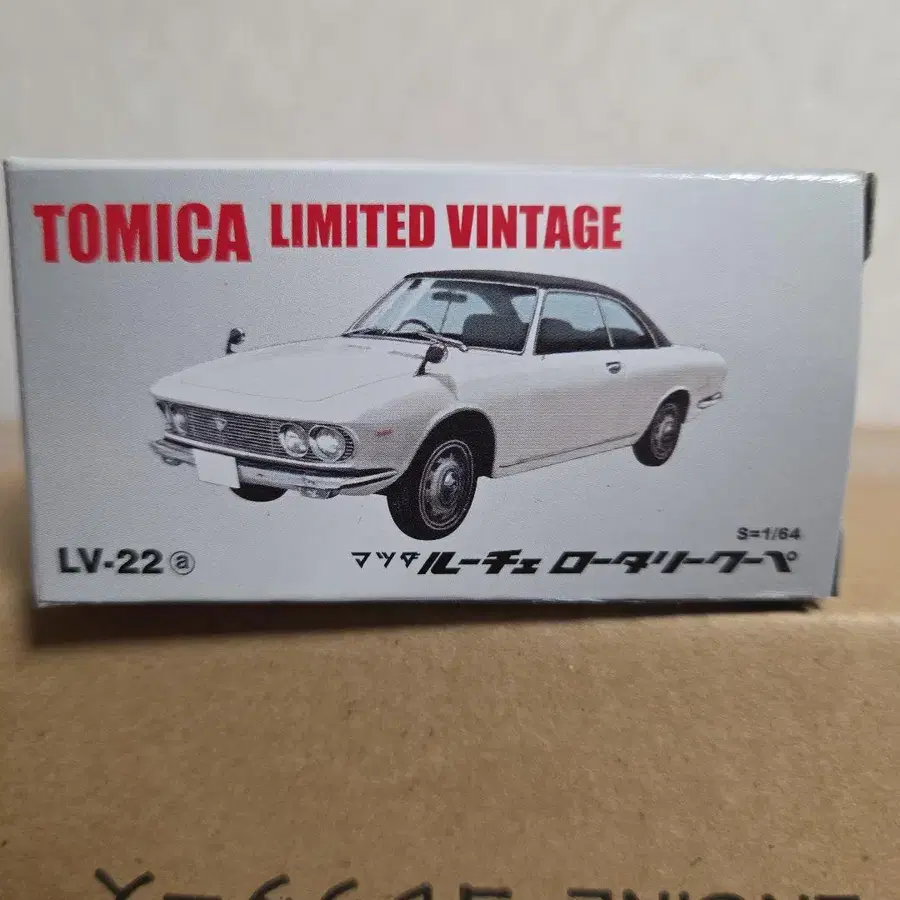 TOMICA LIMITED VINTAGE
S=1/64
LV-22 ⓐ マツダ ルーチェ ロータリークーペ